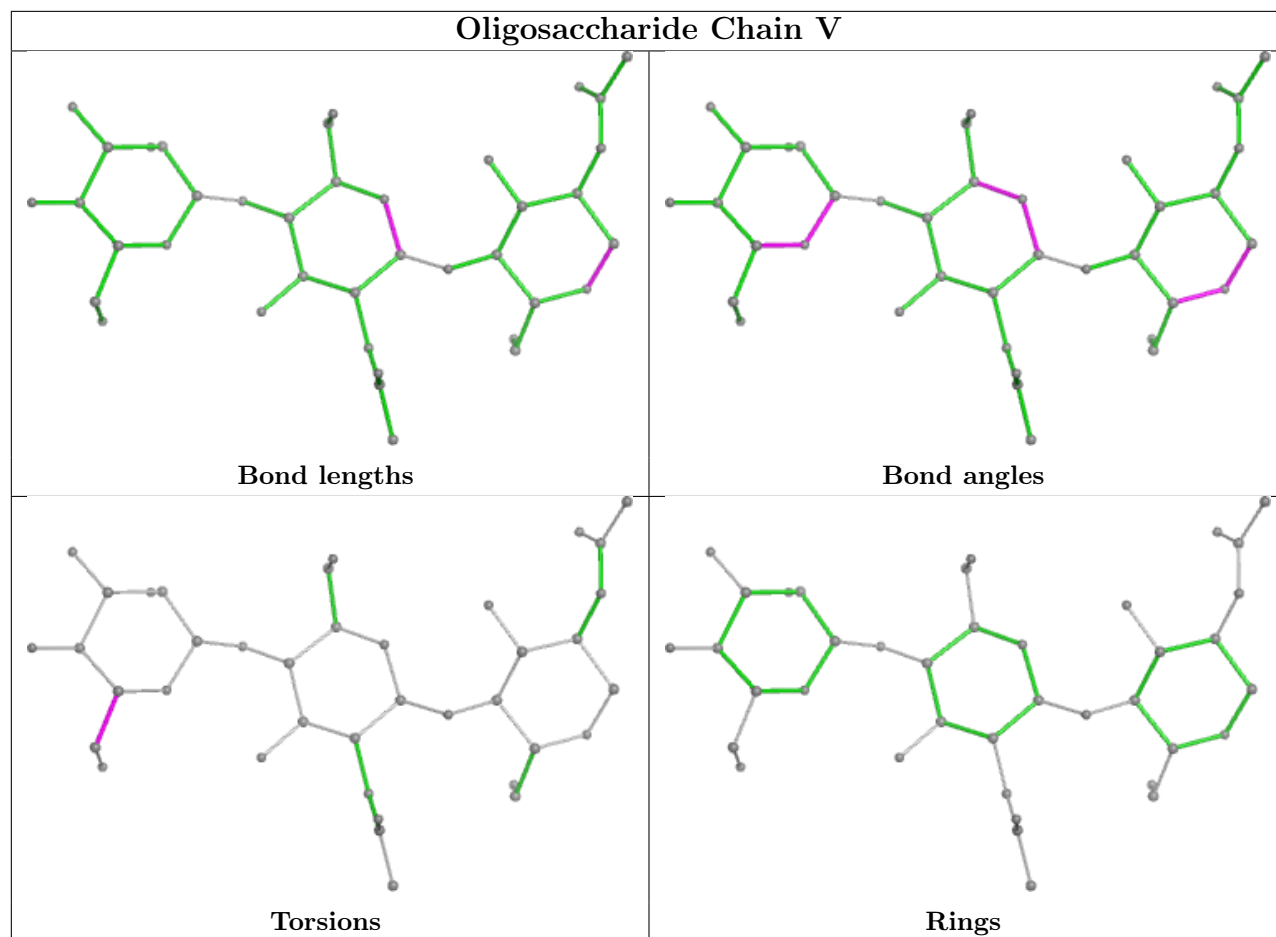 Oligosaccharide Chain V
Bond lengths
Bond angles
Torsions
Rings